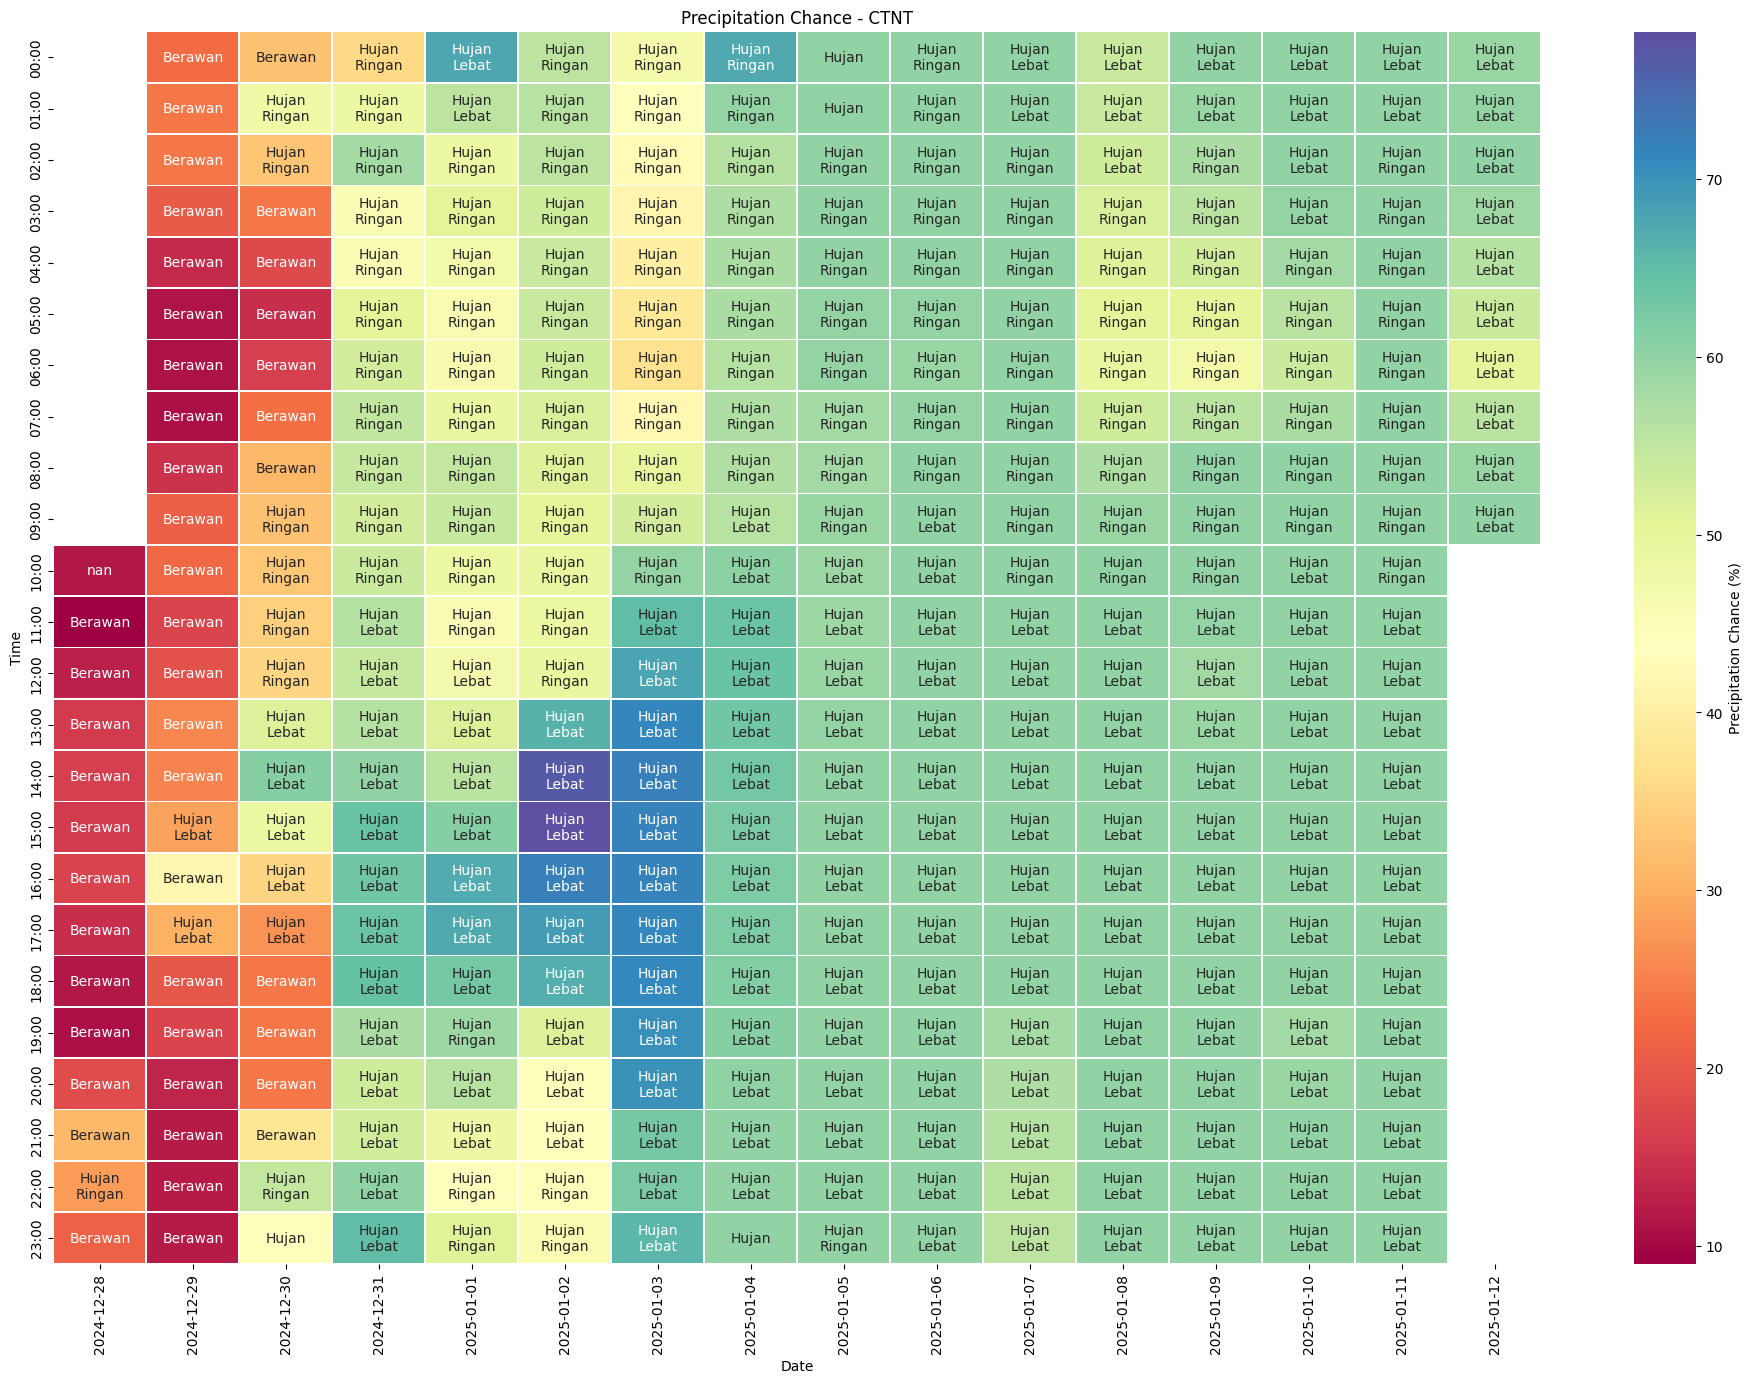 Precipitation Chance - CTNT
00:00 Berawan Berawan Hujan Ringan Hujan Lebat Hujan Ringan Hujan Ringan Hujan Ringan Hujan Hujan Ringan Hujan Lebat Hujan Lebat Hujan Lebat Hujan Lebat Hujan Lebat Hujan Lebat
01:00 Berawan Hujan Ringan Hujan Ringan Hujan Lebat Hujan Ringan Hujan Ringan Hujan Ringan Hujan Hujan Ringan Hujan Lebat Hujan Lebat Hujan Lebat Hujan Lebat Hujan Lebat Hujan Lebat
02:00 Berawan Hujan Ringan Hujan Ringan Hujan Ringan Hujan Ringan Hujan Ringan Hujan Ringan Hujan Ringan Hujan Ringan Hujan Ringan Hujan Lebat Hujan Ringan Hujan Lebat Hujan Ringan Hujan Lebat
03:00 Berawan Berawan Hujan Ringan Hujan Ringan Hujan Ringan Hujan Ringan Hujan Ringan Hujan Ringan Hujan Ringan Hujan Ringan Hujan Ringan Hujan Ringan Hujan Lebat Hujan Ringan Hujan Lebat
04:00 Berawan Berawan Hujan Ringan Hujan Ringan Hujan Ringan Hujan Ringan Hujan Ringan Hujan Ringan Hujan Ringan Hujan Ringan Hujan Ringan Hujan Ringan Hujan Ringan Hujan Ringan Hujan Lebat
05:00 Berawan Berawan Hujan Ringan Hujan Ringan Hujan Ringan Hujan Ringan Hujan Ringan Hujan Ringan Hujan Ringan Hujan Ringan Hujan Ringan Hujan Ringan Hujan Ringan Hujan Ringan Hujan Lebat
06:00 Berawan Berawan Hujan Ringan Hujan Ringan Hujan Ringan Hujan Ringan Hujan Ringan Hujan Ringan Hujan Ringan Hujan Ringan Hujan Ringan Hujan Ringan Hujan Ringan Hujan Ringan Hujan Lebat
07:00 Berawan Berawan Hujan Ringan Hujan Ringan Hujan Ringan Hujan Ringan Hujan Ringan Hujan Ringan Hujan Ringan Hujan Ringan Hujan Ringan Hujan Ringan Hujan Ringan Hujan Ringan Hujan Lebat
08:00 Berawan Berawan Hujan Ringan Hujan Ringan Hujan Ringan Hujan Ringan Hujan Ringan Hujan Ringan Hujan Ringan Hujan Ringan Hujan Ringan Hujan Ringan Hujan Ringan Hujan Ringan Hujan Lebat
09:00 Berawan Hujan Ringan Hujan Ringan Hujan Ringan Hujan Ringan Hujan Ringan Hujan Lebat Hujan Ringan Hujan Lebat Hujan Ringan Hujan Ringan Hujan Ringan Hujan Ringan Hujan Ringan Hujan Lebat
10:00 nan Berawan Hujan Ringan Hujan Ringan Hujan Ringan Hujan Ringan Hujan Ringan Hujan Lebat Hujan Lebat Hujan Lebat Hujan Ringan Hujan Ringan Hujan Ringan Hujan Lebat Hujan Ringan
11:00 Berawan Berawan Hujan Ringan Hujan Lebat Hujan Ringan Hujan Ringan Hujan Lebat Hujan Lebat Hujan Lebat Hujan Lebat Hujan Lebat Hujan Lebat Hujan Lebat Hujan Lebat Hujan Lebat
12:00 Berawan Berawan Hujan Ringan Hujan Lebat Hujan Lebat Hujan Ringan Hujan Lebat Hujan Lebat Hujan Lebat Hujan Lebat Hujan Lebat Hujan Lebat Hujan Lebat Hujan Lebat Hujan Lebat
13:00 Berawan Berawan Hujan Lebat Hujan Lebat Hujan Lebat Hujan Lebat Hujan Lebat Hujan Lebat Hujan Lebat Hujan Lebat Hujan Lebat Hujan Lebat Hujan Lebat Hujan Lebat Hujan Lebat
14:00 Berawan Berawan Hujan Lebat Hujan Lebat Hujan Lebat Hujan Lebat Hujan Lebat Hujan Lebat Hujan Lebat Hujan Lebat Hujan Lebat Hujan Lebat Hujan Lebat Hujan Lebat Hujan Lebat
15:00 Berawan Hujan Lebat Hujan Lebat Hujan Lebat Hujan Lebat Hujan Lebat Hujan Lebat Hujan Lebat Hujan Lebat Hujan Lebat Hujan Lebat Hujan Lebat Hujan Lebat Hujan Lebat Hujan Lebat
16:00 Berawan Berawan Hujan Lebat Hujan Lebat Hujan Lebat Hujan Lebat Hujan Lebat Hujan Lebat Hujan Lebat Hujan Lebat Hujan Lebat Hujan Lebat Hujan Lebat Hujan Lebat Hujan Lebat
17:00 Berawan Hujan Lebat Hujan Lebat Hujan Lebat Hujan Lebat Hujan Lebat Hujan Lebat Hujan Lebat Hujan Lebat Hujan Lebat Hujan Lebat Hujan Lebat Hujan Lebat Hujan Lebat Hujan Lebat
18:00 Berawan Berawan Berawan Hujan Lebat Hujan Lebat Hujan Lebat Hujan Lebat Hujan Lebat Hujan Lebat Hujan Lebat Hujan Lebat Hujan Lebat Hujan Lebat Hujan Lebat Hujan Lebat
19:00 Berawan Berawan Berawan Hujan Lebat Hujan Ringan Hujan Lebat Hujan Lebat Hujan Lebat Hujan Lebat Hujan Lebat Hujan Lebat Hujan Lebat Hujan Lebat Hujan Lebat Hujan Lebat
20:00 Berawan Berawan Berawan Hujan Lebat Hujan Lebat Hujan Lebat Hujan Lebat Hujan Lebat Hujan Lebat Hujan Lebat Hujan Lebat Hujan Lebat Hujan Lebat Hujan Lebat Hujan Lebat
21:00 Berawan Berawan Berawan Hujan Lebat Hujan Lebat Hujan Lebat Hujan Lebat Hujan Lebat Hujan Lebat Hujan Lebat Hujan Lebat Hujan Lebat Hujan Lebat Hujan Lebat Hujan Lebat
22:00 Hujan Ringan Berawan Hujan Ringan Hujan Lebat Hujan Ringan Hujan Ringan Hujan Lebat Hujan Lebat Hujan Lebat Hujan Lebat Hujan Lebat Hujan Lebat Hujan Lebat Hujan Lebat Hujan Lebat
23:00 Berawan Berawan Hujan Hujan Lebat Hujan Ringan Hujan Ringan Hujan Lebat Hujan Hujan Ringan Hujan Lebat Hujan Lebat Hujan Lebat Hujan Lebat Hujan Lebat Hujan Lebat
2024-12-28 2024-12-29 2024-12-30 2024-12-31 2025-01-01 2025-01-02 2025-01-03 2025-01-04 2025-01-05 2025-01-06 2025-01-07 2025-01-08 2025-01-09 2025-01-10 2025-01-11 2025-01-12
Date
Time
70
60
50
40
30
20
10
Precipitation Chance (%)